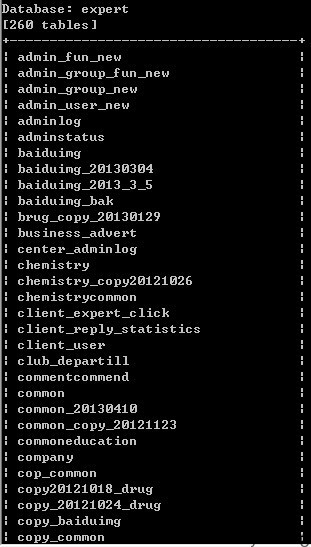 Database: expert
[260 tables]
+-----------------------------------+
¦ admin_fun_new ¦
¦ admin_group_fun_new ¦
¦ admin_group_new ¦
¦ admin_user_new ¦
¦ adminlog ¦
¦ adminstatus ¦
¦ baiduimg ¦
¦ baiduimg_20130304 ¦
¦ baiduimg_2013_3_5 ¦
¦ baiduimg_bak ¦
¦ brug_copy_20130129 ¦
¦ business_advert ¦
¦ center_adminlog ¦
¦ chemistry ¦
¦ chemistry_copy20121026 ¦
¦ chemistrycommon ¦
¦ client_expert_click ¦
¦ client_reply_statistics ¦
¦ client_user ¦
¦ club_departill ¦
¦ commentcommend ¦
¦ common ¦
¦ common_20130410 ¦
¦ common_copy_20121123 ¦
¦ commoneducation ¦
¦ company ¦
¦ cop_common ¦
¦ copy20121018_drug ¦
¦ copy_20121024_drug ¦
¦ copy_baiduimg ¦
¦ copy_common ¦